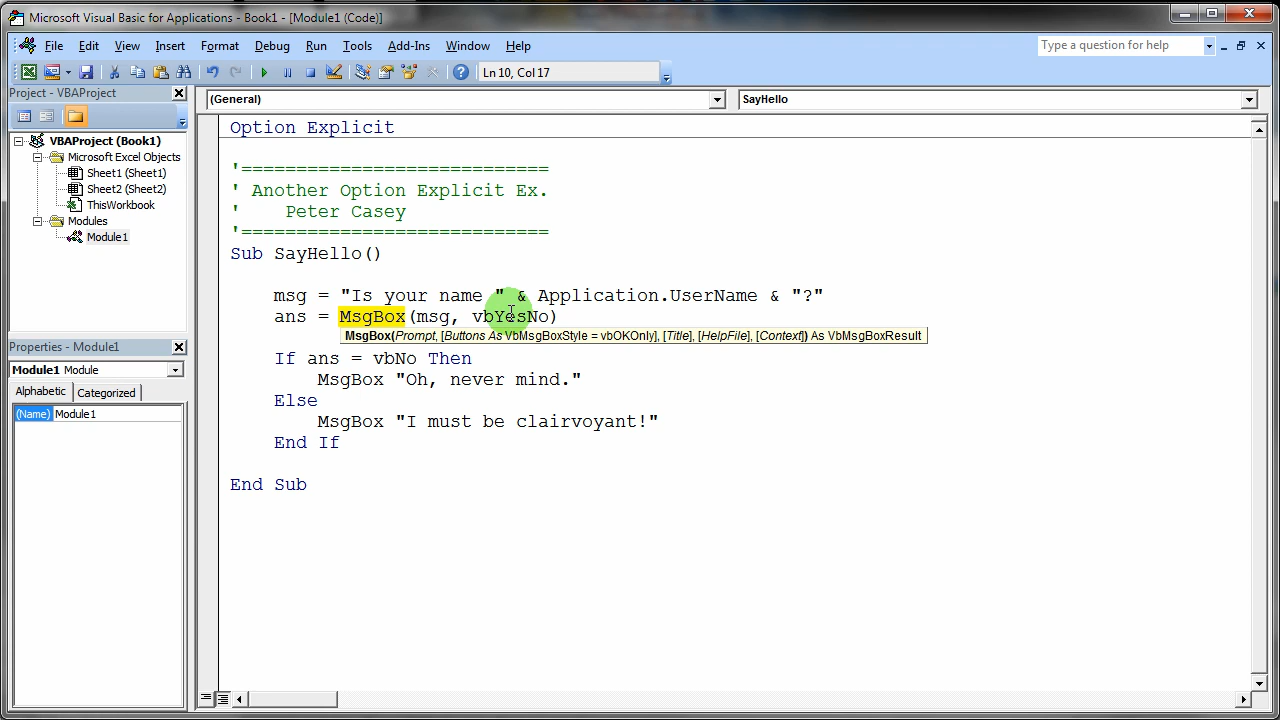 Microsoft Visual Basic for Applications - Book1 - [Module1 (Code)]
File Edit View Insert Format Debug Run Tools Add-Ins Window Help
Type a question for help
Ln 10, Col 17
Project - VBAProject
(General)
SayHello
VBAProject (Book1)
Microsoft Excel Objects
Sheet1 (Sheet1)
Sheet2 (Sheet2)
ThisWorkbook
Modules
Module1
Properties - Module1
Module1 Module
Alphabetic Categorized
(Name) Module1
Option Explicit
'============================
' Another Option Explicit Ex.
'    Peter Casey
'============================
Sub SayHello()
    msg = "Is your name " & Application.UserName & "?"
    ans = MsgBox(msg, vbYesNo)
MsgBox(Prompt, [Buttons As VbMsgBoxStyle = vbOKOnly], [Title], [HelpFile], [Context]) As VbMsgBoxResult
    If ans = vbNo Then
        MsgBox "Oh, never mind."
    Else
        MsgBox "I must be clairvoyant!"
    End If
End Sub